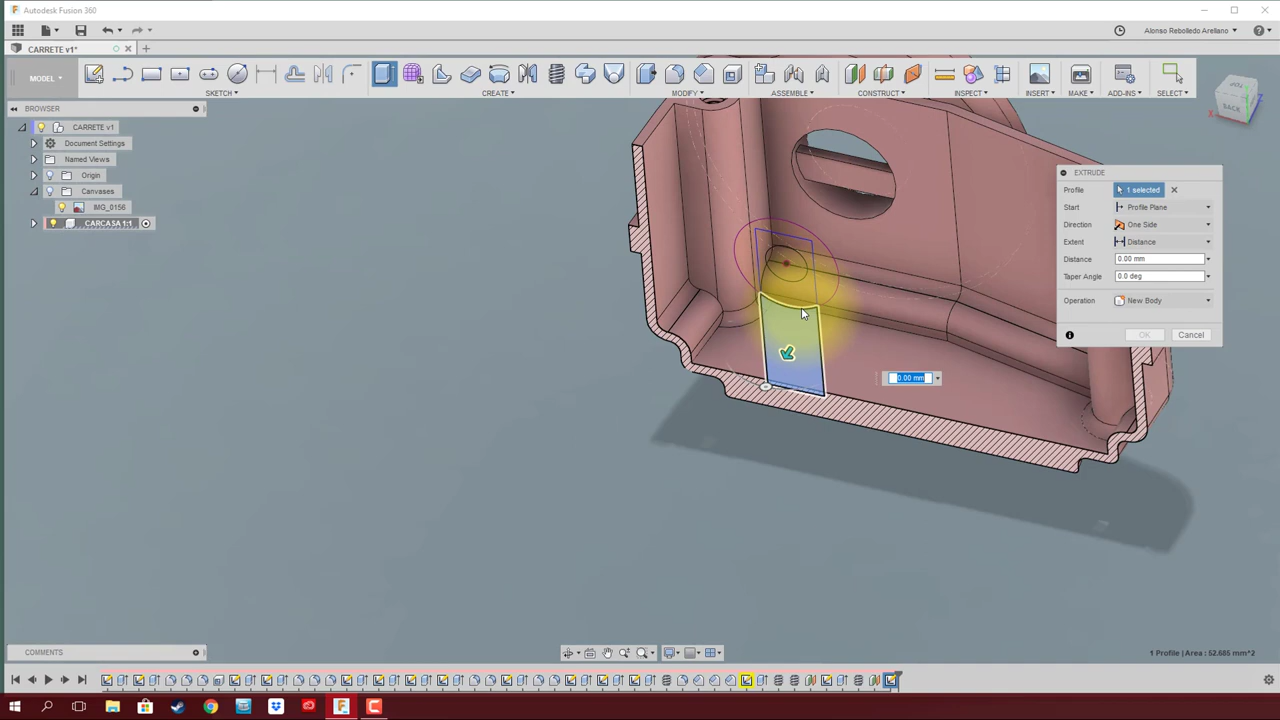 Autodesk Fusion 360
Alonso Rebolledo Arellano
CARRETE v1*
MODEL
SKETCH
CREATE
MODIFY
ASSEMBLE
CONSTRUCT
INSPECT
INSERT
MAKE
ADD-INS
SELECT
BROWSER
CARRETE v1
Document Settings
Named Views
Origin
Canvases
IMG_0156
CARCASA 1:1
BACK
X
Z
EXTRUDE
Profile 1 selected
Start Profile Plane
Direction One Side
Extent Distance
Distance 0.00 mm
Taper Angle 0.0 deg
Operation New Body
OK Cancel
0.00 mm
COMMENTS
1 Profile | Area : 52.685 mm^2